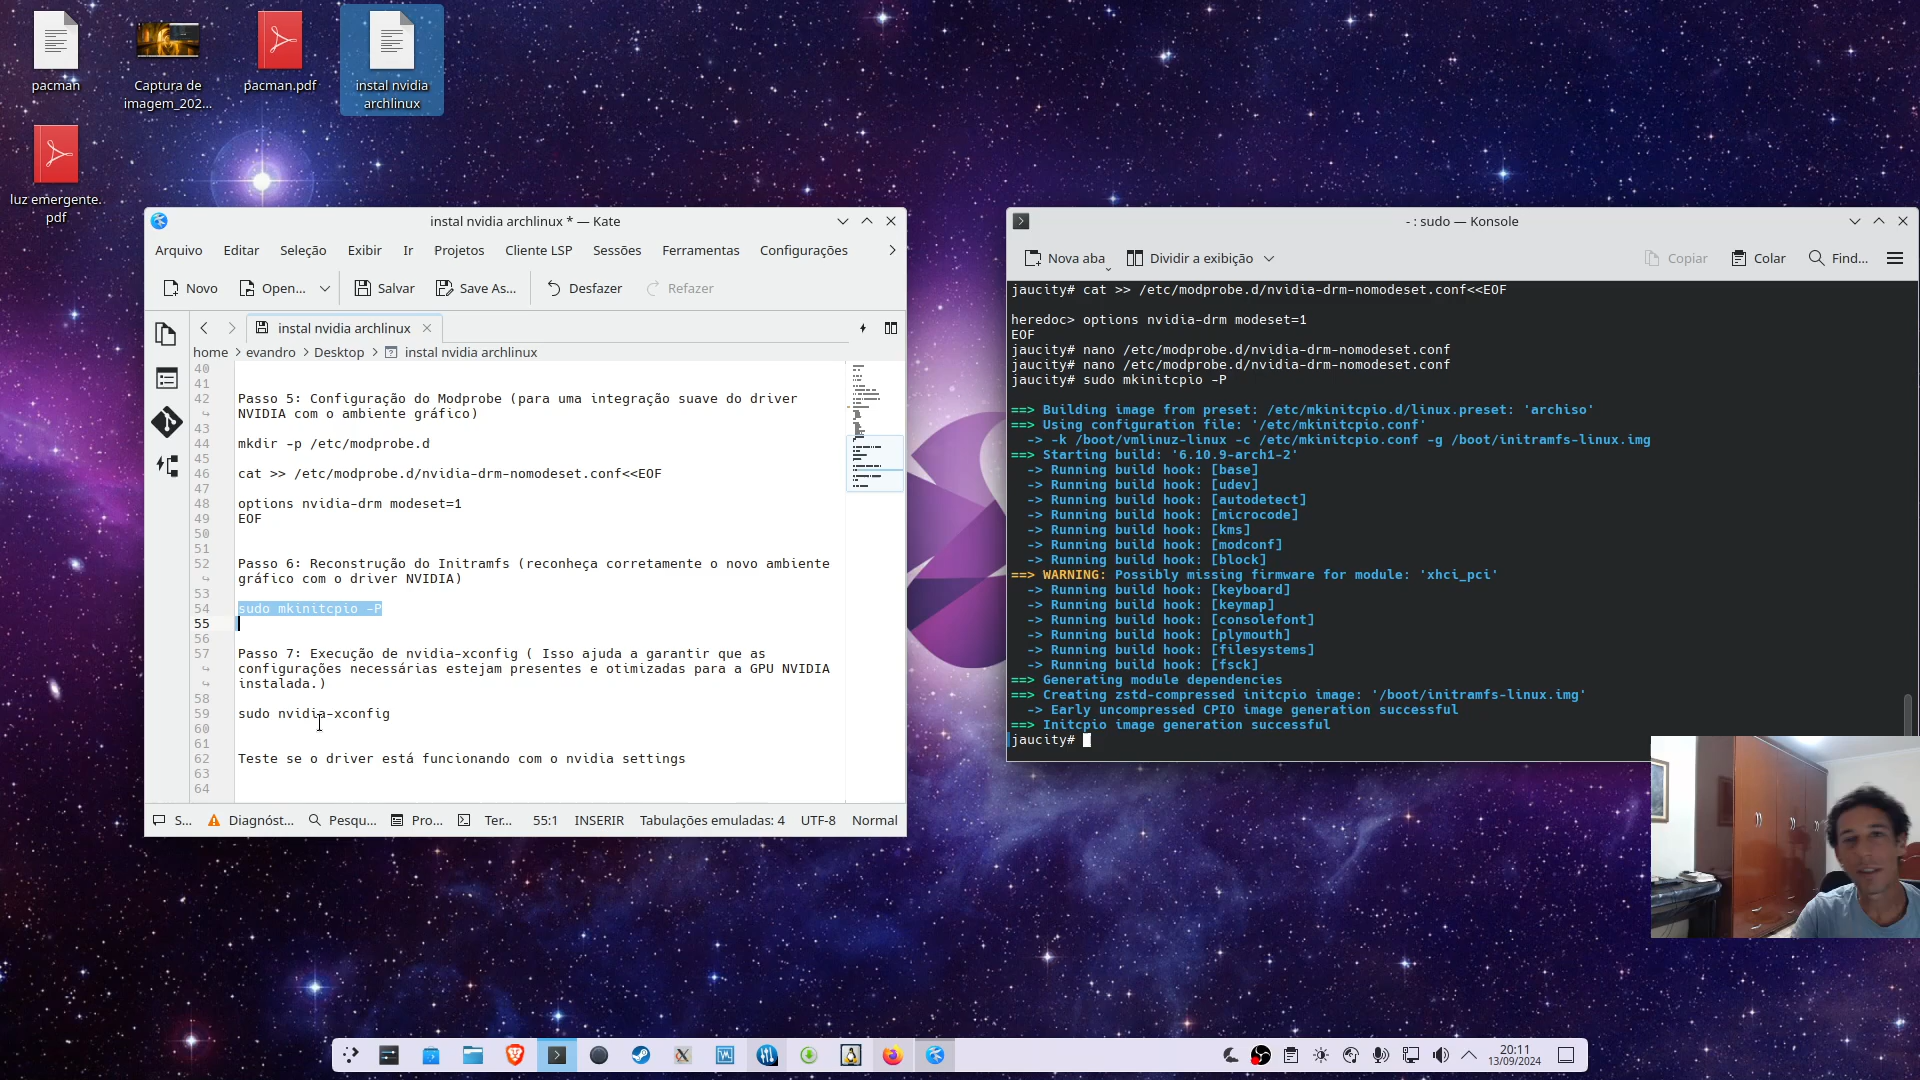 pacman
Captura de
imagem_202...
pacman.pdf
instal nvidia
archlinux
luz emergente.
pdf
instal nvidia archlinux * — Kate
Arquivo Editar Seleção Exibir Ir Projetos Cliente LSP Sessões Ferramentas Configurações
Novo Open... Salvar Save As... Desfazer Refazer
instal nvidia archlinux
home > evandro > Desktop > instal nvidia archlinux
40
41
42 Passo 5: Configuração do Modprobe (para uma integração suave do driver
NVIDIA com o ambiente gráfico)
43
44 mkdir -p /etc/modprobe.d
45
46 cat >> /etc/modprobe.d/nvidia-drm-nomodeset.conf<<EOF
47
48 options nvidia-drm modeset=1
49 EOF
50
51
52 Passo 6: Reconstrução do Initramfs (reconheça corretamente o novo ambiente
gráfico com o driver NVIDIA)
53
54 sudo mkinitcpio -P
55
56
57 Passo 7: Execução de nvidia-xconfig ( Isso ajuda a garantir que as
configurações necessárias estejam presentes e otimizadas para a GPU NVIDIA
instalada.)
58
59 sudo nvidia-xconfig
60
61
62 Teste se o driver está funcionando com o nvidia settings
63
64
S... Diagnóst... Pesqu... Pro... Ter... 55:1 INSERIR Tabulações emuladas: 4 UTF-8 Normal
- : sudo — Konsole
Nova aba Dividir a exibição Copiar Colar Find...
jaucity# cat >> /etc/modprobe.d/nvidia-drm-nomodeset.conf<<EOF
heredoc> options nvidia-drm modeset=1
EOF
jaucity# nano /etc/modprobe.d/nvidia-drm-nomodeset.conf
jaucity# nano /etc/modprobe.d/nvidia-drm-nomodeset.conf
jaucity# sudo mkinitcpio -P
==> Building image from preset: /etc/mkinitcpio.d/linux.preset: 'archiso'
==> Using configuration file: '/etc/mkinitcpio.conf'
-> -k /boot/vmlinuz-linux -c /etc/mkinitcpio.conf -g /boot/initramfs-linux.img
==> Starting build: '6.10.9-arch1-2'
-> Running build hook: [base]
-> Running build hook: [udev]
-> Running build hook: [autodetect]
-> Running build hook: [microcode]
-> Running build hook: [kms]
-> Running build hook: [modconf]
-> Running build hook: [block]
==> WARNING: Possibly missing firmware for module: 'xhci_pci'
-> Running build hook: [keyboard]
-> Running build hook: [keymap]
-> Running build hook: [consolefont]
-> Running build hook: [plymouth]
-> Running build hook: [filesystems]
-> Running build hook: [fsck]
==> Generating module dependencies
==> Creating zstd-compressed initcpio image: '/boot/initramfs-linux.img'
-> Early uncompressed CPIO image generation successful
==> Initcpio image generation successful
jaucity#
20:11
13/09/2024